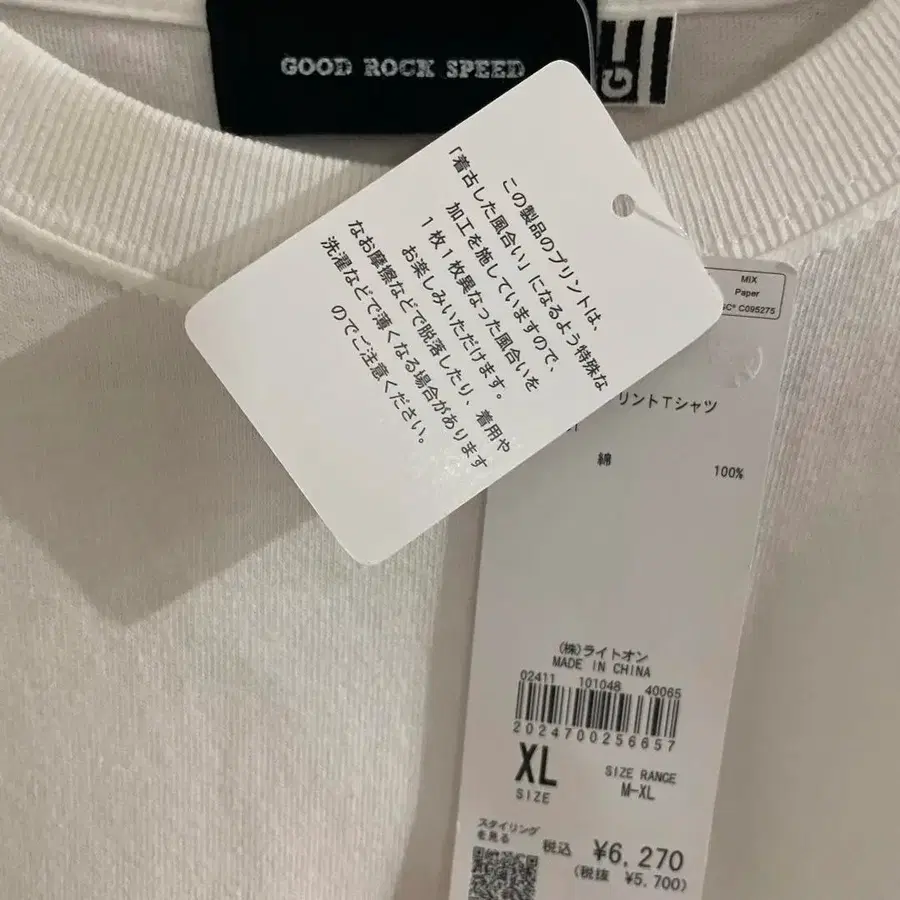 GOOD ROCK SPEED
G
この製品のプリントは、
「着古した風合い」になるよう特殊な
加工を施していますので、
1枚1枚異なった風合いを
お楽しみいただけます。
なお摩擦などで脱落したり、着用や
洗濯などで薄くなる場合があります
のでご注意ください。
MIX
Paper
C095275
リントTシャツ
綿 100%
(株)ライトオン
MADE IN CHINA
02411 101048 40065
2024700256657
XL
SIZE
SIZE RANGE
M-XL
スタイリング
を見る
税込 ¥6,270
(税抜 ¥5,700)